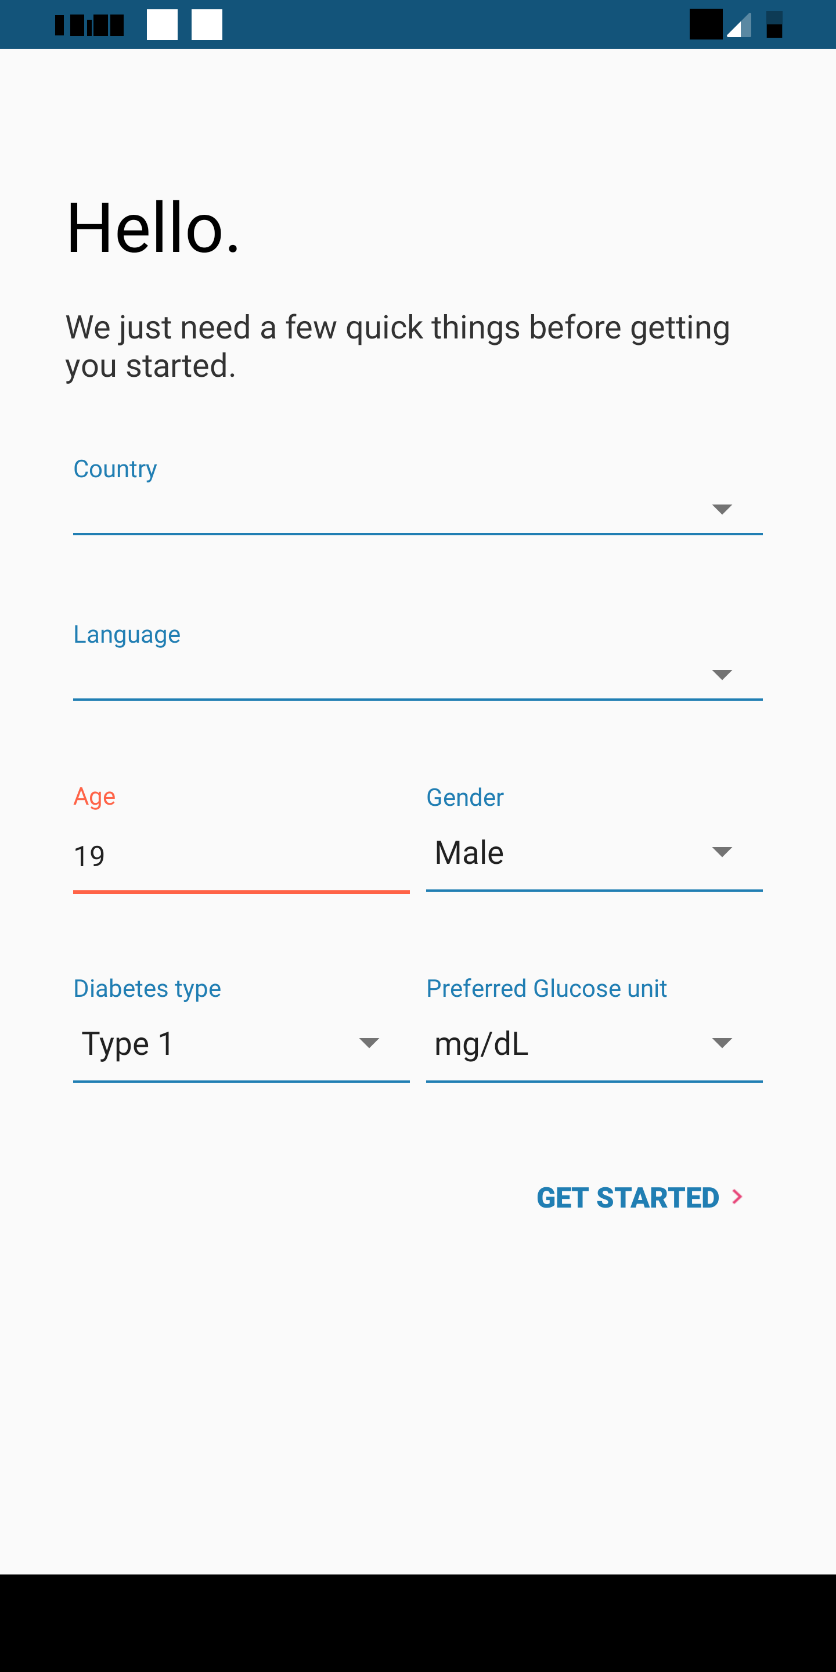 Hello.
We just need a few quick things before getting
you started.
Country
Language
Age
Gender
19
Male
Diabetes type
Preferred Glucose unit
Type 1
mg/dL
GET STARTED